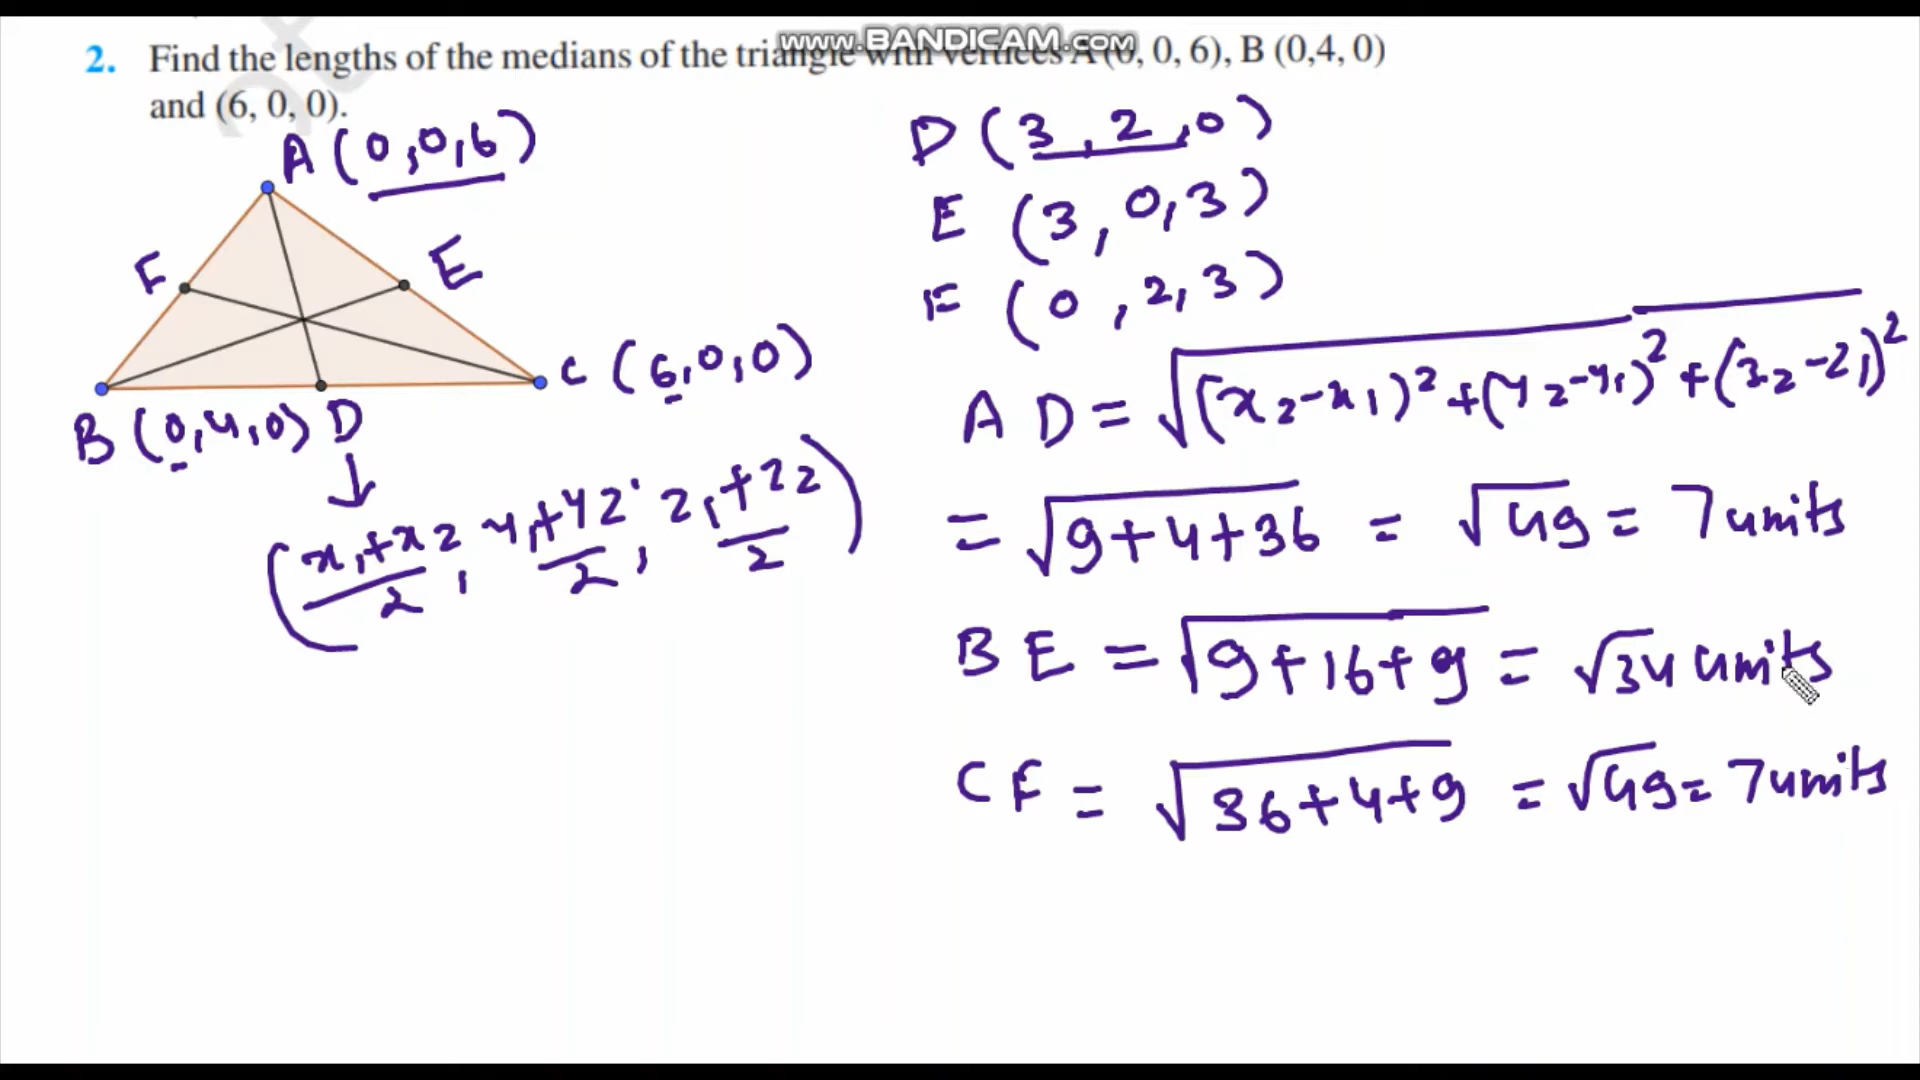 www.BANDICAM.com
2. Find the lengths of the medians of the triangle with vertices A (0, 0, 6), B (0,4, 0)
and (6, 0, 0).
A (0,0,6)
F
E
C (6,0,0)
B (0,4,0) D
↓
(x₁+x₂/2, y₁+y₂/2, z₁+z₂/2)
D (3,2,0)
E (3,0,3)
F (0,2,3)
AD = √(x₂-x₁)²+(y₂-y₁)²+(z₂-z₁)²
= √9+4+36 = √49 = 7 units
BE = √9+16+9 = √34 units
CF = √36+4+9 = √49 = 7 units